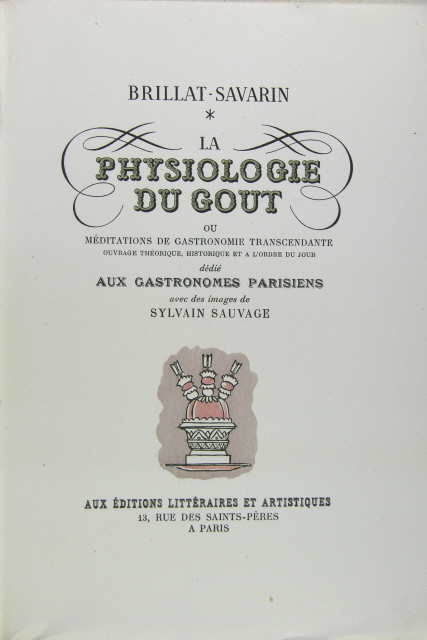 BRILLAT-SAVARIN
*
LA
PHYSIOLOGIE
DU GOUT
OU
MÉDITATIONS DE GASTRONOMIE TRANSCENDANTE
OUVRAGE THÉORIQUE, HISTORIQUE ET A L'ORDRE DU JOUR
dédié
AUX GASTRONOMES PARISIENS
avec des images de
SYLVAIN SAUVAGE
AUX ÉDITIONS LITTÉRAIRES ET ARTISTIQUES
13, RUE DES SAINTS-PÈRES
A PARIS